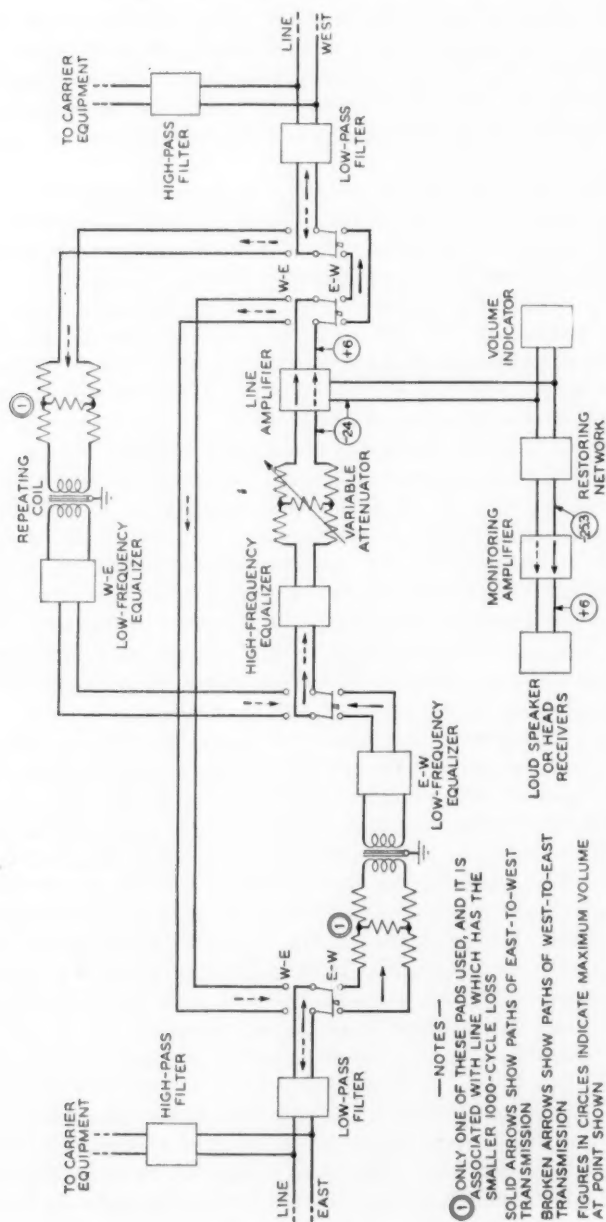 TO CARRIER
EQUIPMENT
HIGH-PASS
FILTER
LINE
EAST
LOW-PASS
FILTER
W-E
E-W
1
W-E
LOW-FREQUENCY
EQUALIZER
REPEATING
COIL
1
E-W
LOW-FREQUENCY
EQUALIZER
HIGH-FREQUENCY
EQUALIZER
VARIABLE
ATTENUATOR
-24
LINE
AMPLIFIER
+6
W-E
E-W
LOW-PASS
FILTER
LINE
WEST
TO CARRIER
EQUIPMENT
HIGH-PASS
FILTER
LOUD SPEAKER
OR HEAD
RECEIVERS
+6
MONITORING
AMPLIFIER
-253
RESTORING
NETWORK
VOLUME
INDICATOR
—NOTES—
1 ONLY ONE OF THESE PADS USED, AND IT IS
ASSOCIATED WITH LINE WHICH HAS THE
SMALLER 1000-CYCLE LOSS
SOLID ARROWS SHOW PATHS OF EAST-TO-WEST
TRANSMISSION
BROKEN ARROWS SHOW PATHS OF WEST-TO-EAST
TRANSMISSION
FIGURES IN CIRCLES INDICATE MAXIMUM VOLUME
AT POINT SHOWN